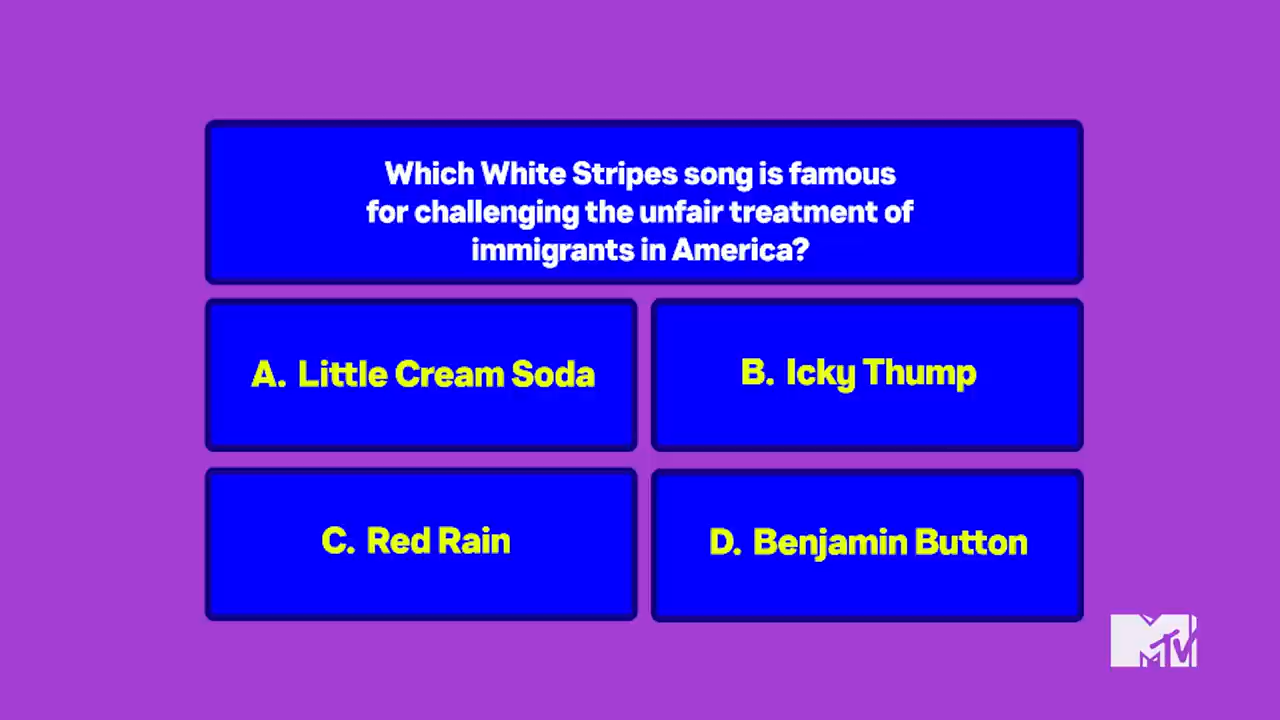 Which White Stripes song is famous
for challenging the unfair treatment of
immigrants in America?
A. Little Cream Soda
B. Icky Thump
C. Red Rain
D. Benjamin Button
MTV